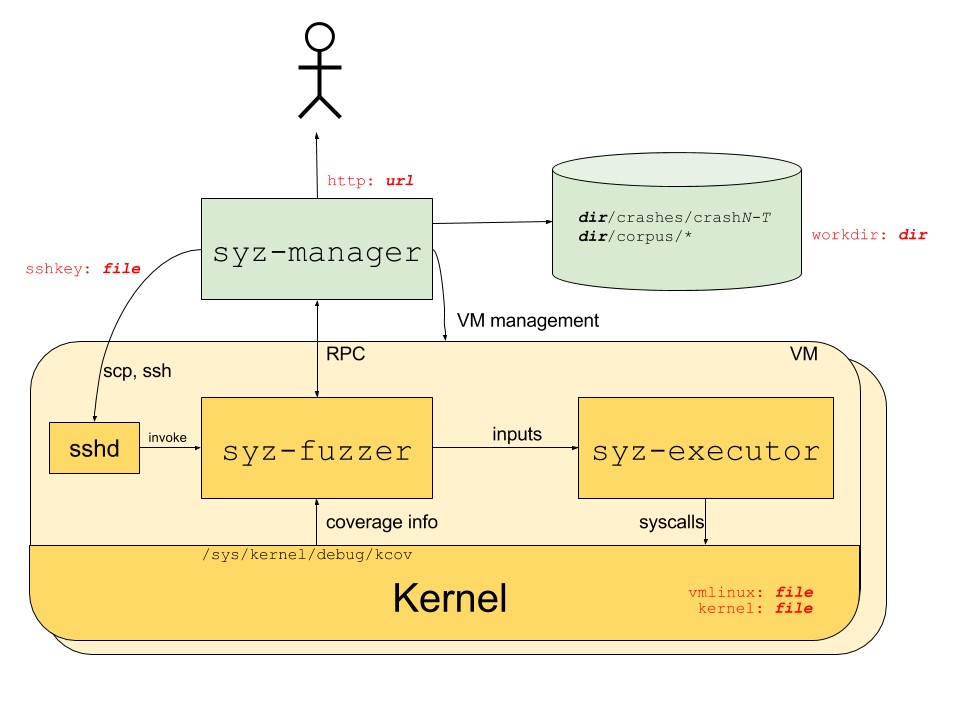 http: url
dir/crashes/crashN-T
dir/corpus/*
workdir: dir
syz-manager
sshkey: file
VM management
RPC
VM
scp, ssh
sshd
invoke
syz-fuzzer
inputs
syz-executor
coverage info
syscalls
/sys/kernel/debug/kcov
Kernel
vmlinux: file
kernel: file